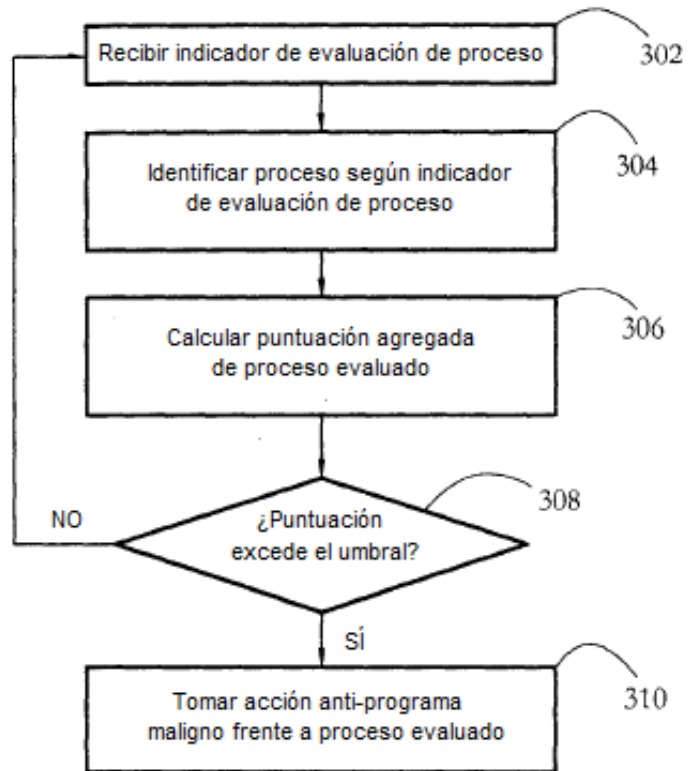 Recibir indicador de evaluación de proceso
302
Identificar proceso según indicador
de evaluación de proceso
304
Calcular puntuación agregada
de proceso evaluado
306
¿Puntuación
excede el umbral?
308
NO
SÍ
Tomar acción anti-programa
maligno frente a proceso evaluado
310